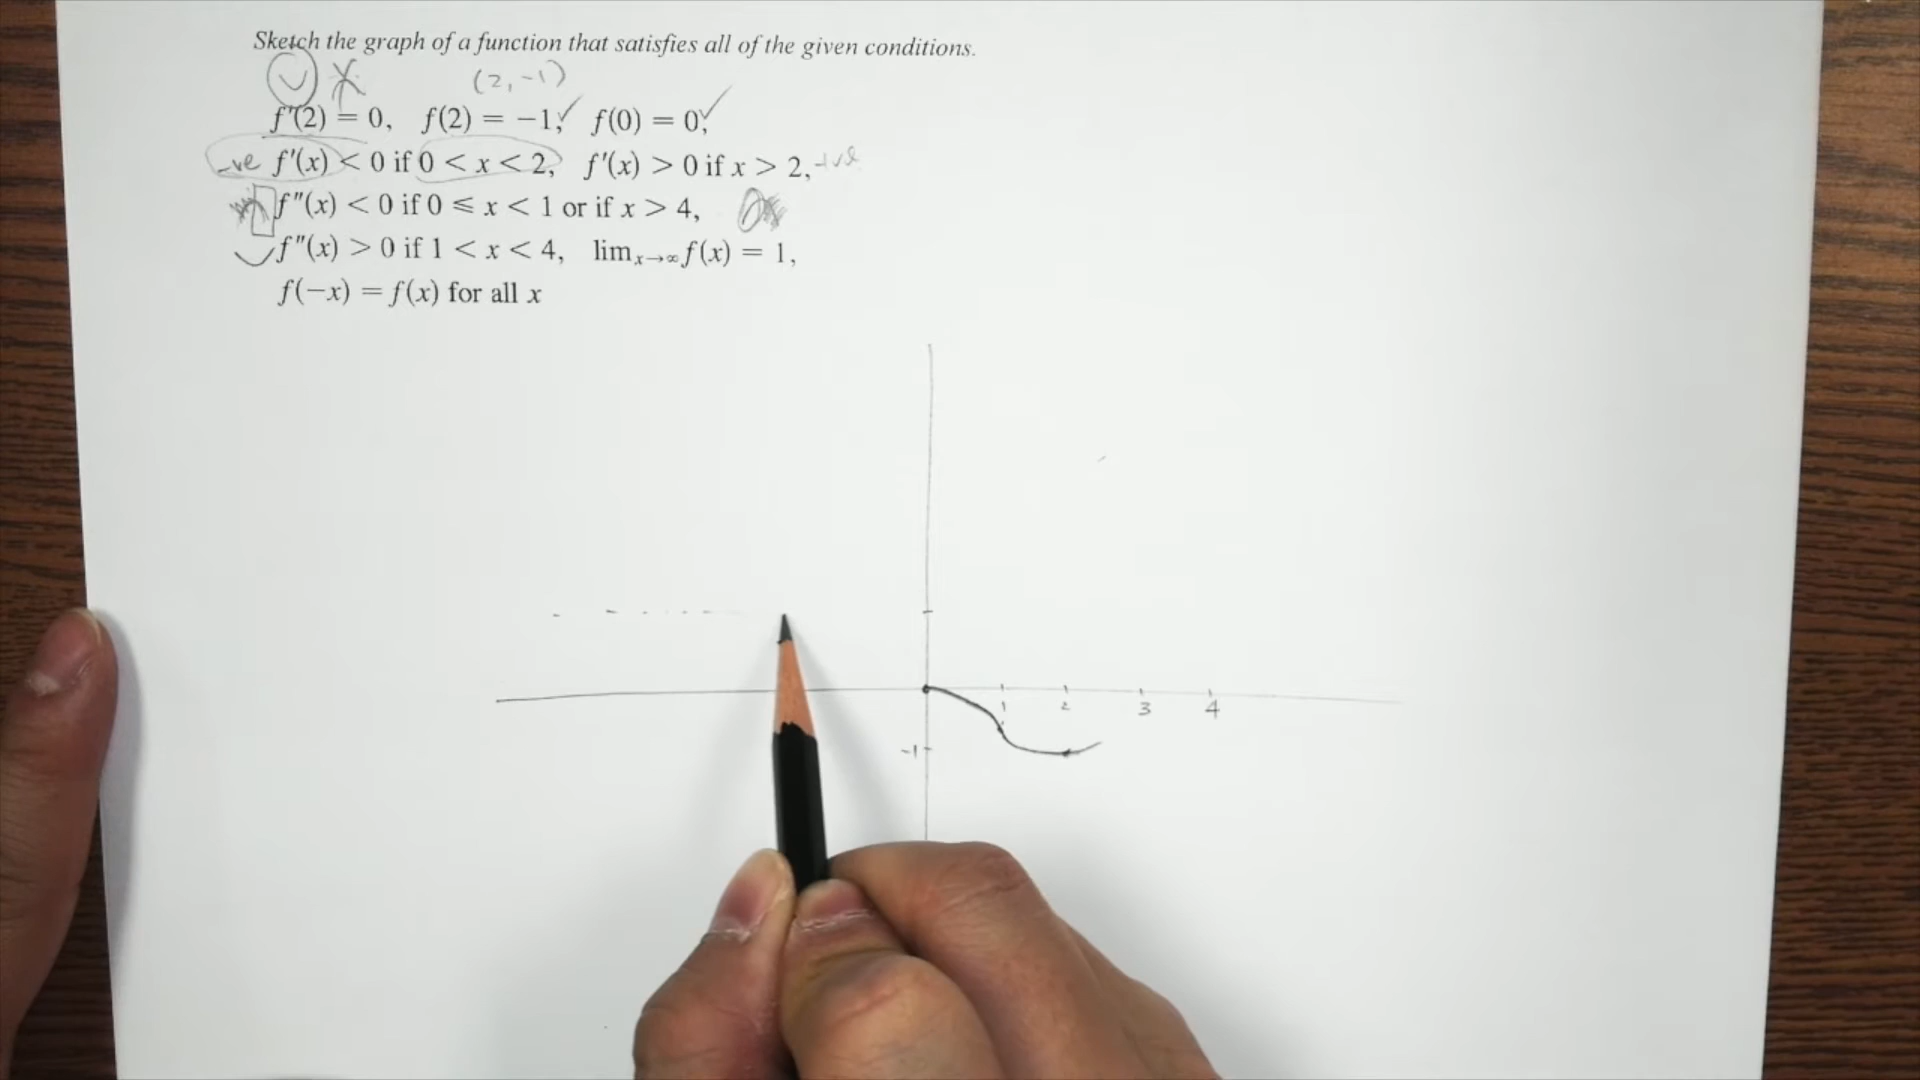 Sketch the graph of a function that satisfies all of the given conditions.
(2, -1)
f'(2) = 0, f(2) = -1, ✓ f(0) = 0, ✓
-ve f'(x) < 0 if 0 < x < 2, f'(x) > 0 if x > 2, +ve
f"(x) < 0 if 0 ⩽ x < 1 or if x > 4,
f"(x) > 0 if 1 < x < 4, lim x→∞ f(x) = 1,
f(−x) = f(x) for all x
1 2 3 4
-1